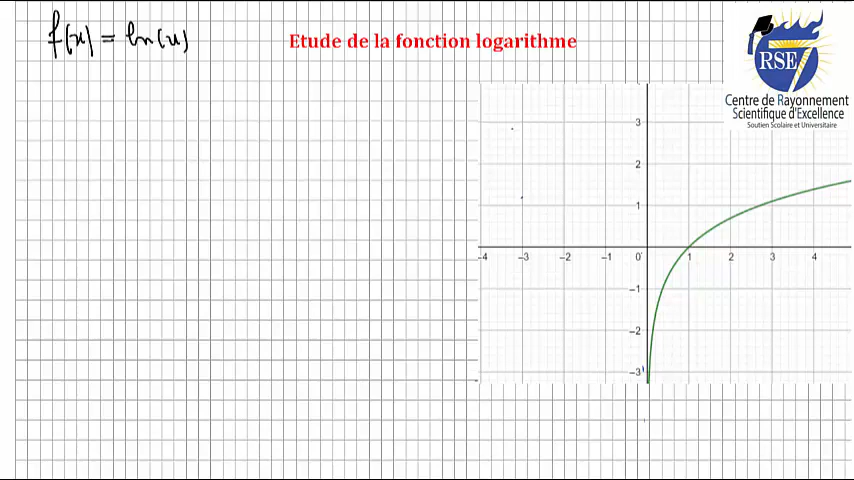 f(x) = ln(x)
Etude de la fonction logarithme
RSE7
Centre de Rayonnement
Scientifique d'Excellence
Soutien Scolaire et Universitaire
3
2
1
-4 -3 -2 -1 0 1 2 3 4
-1
-2
-3